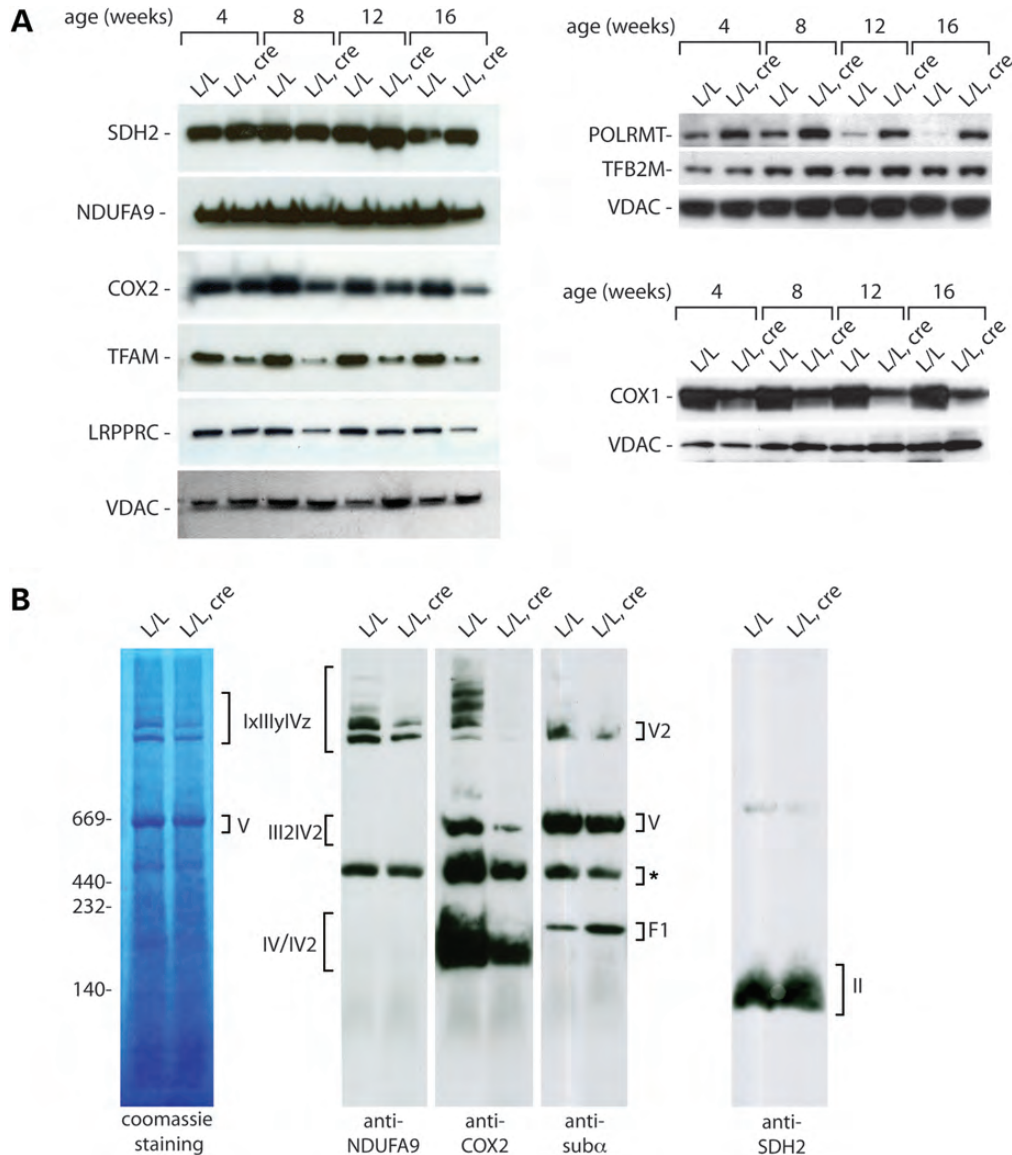 A
age (weeks) 4 8 12 16
L/L L/L, cre L/L L/L, cre L/L L/L, cre L/L L/L, cre
SDH2 -
NDUFA9 -
COX2 -
TFAM -
LRPPRC -
VDAC -
age (weeks) 4 8 12 16
L/L L/L, cre L/L L/L, cre L/L L/L, cre L/L L/L, cre
POLRMT -
TFB2M -
VDAC -
age (weeks) 4 8 12 16
L/L L/L, cre L/L L/L, cre L/L L/L, cre L/L L/L, cre
COX1 -
VDAC -
B
L/L L/L, cre L/L L/L, cre L/L L/L, cre L/L L/L, cre L/L L/L, cre
IxIIIyIVz
V2
669-
V
III2IV2
V
440-
*
232-
F1
IV/IV2
140-
II
coomassie staining
anti-NDUFA9
anti-COX2
anti-subα
anti-SDH2